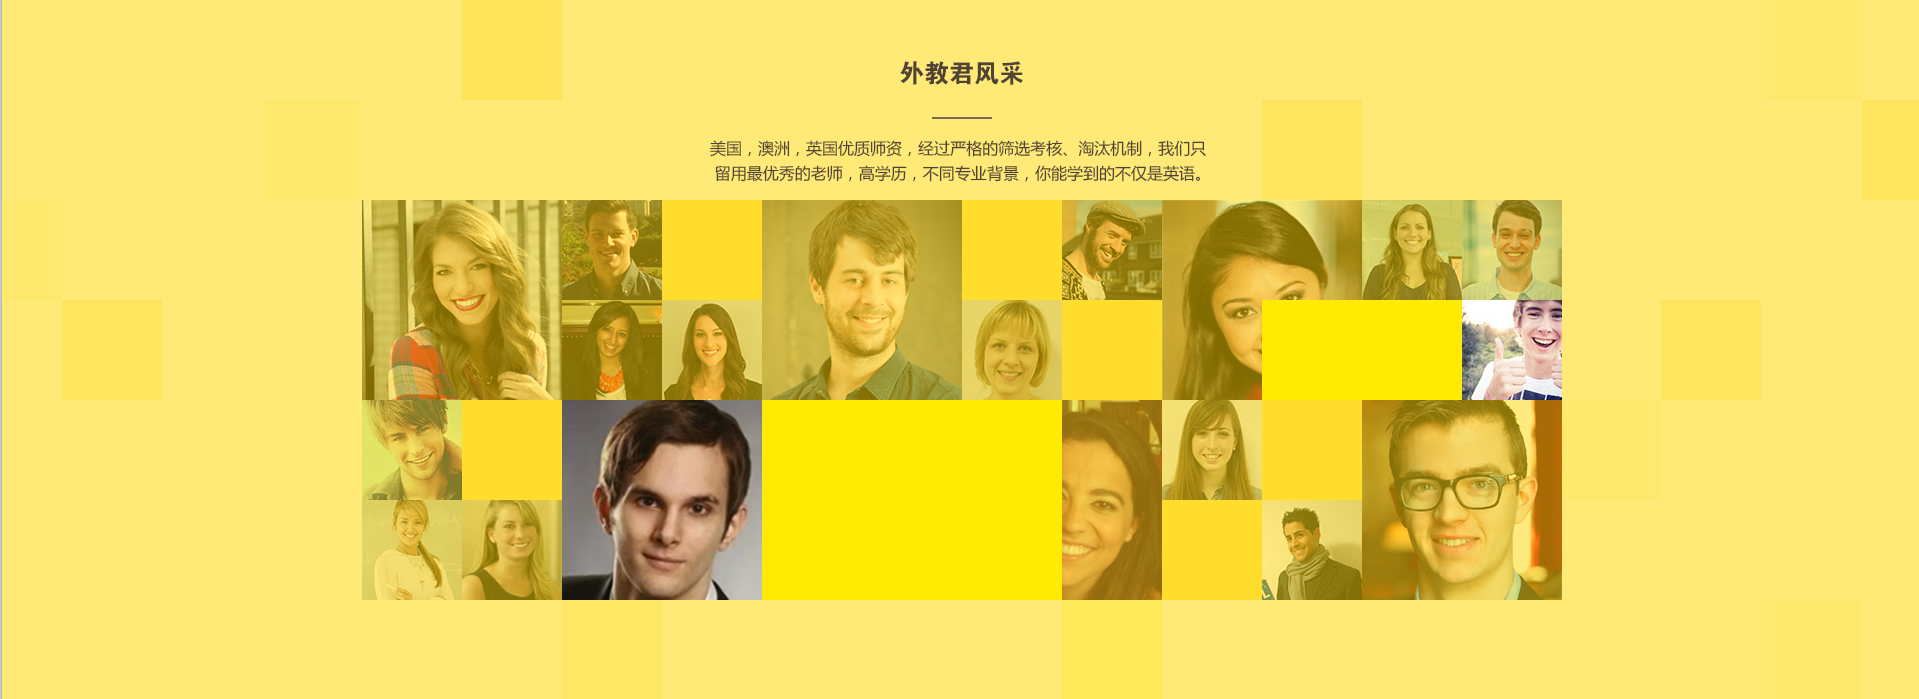 外教君风采
美国，澳洲，英国优质师资，经过严格的筛选考核、淘汰机制，我们只
留用最优秀的老师，高学历，不同专业背景，你能学到的不仅是英语。